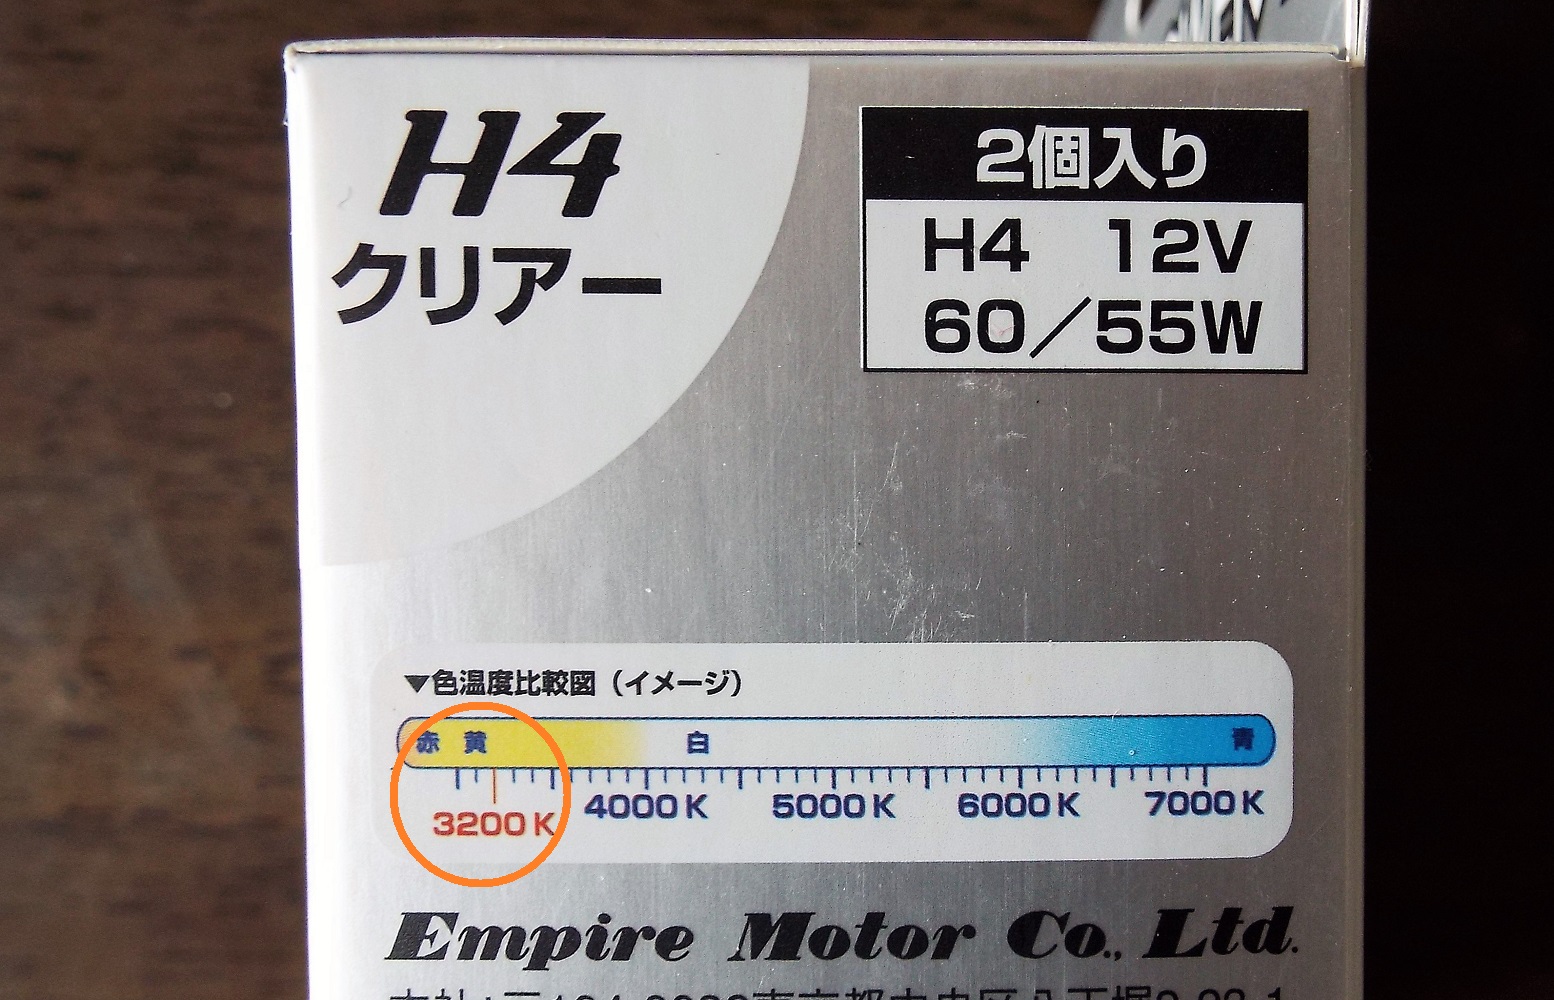 H4
クリアー
2個入り
H4 12V
60/55W
▼色温度比較図(イメージ)
赤 黄 白 青
3200K 4000K 5000K 6000K 7000K
Empire Motor Co., Ltd.